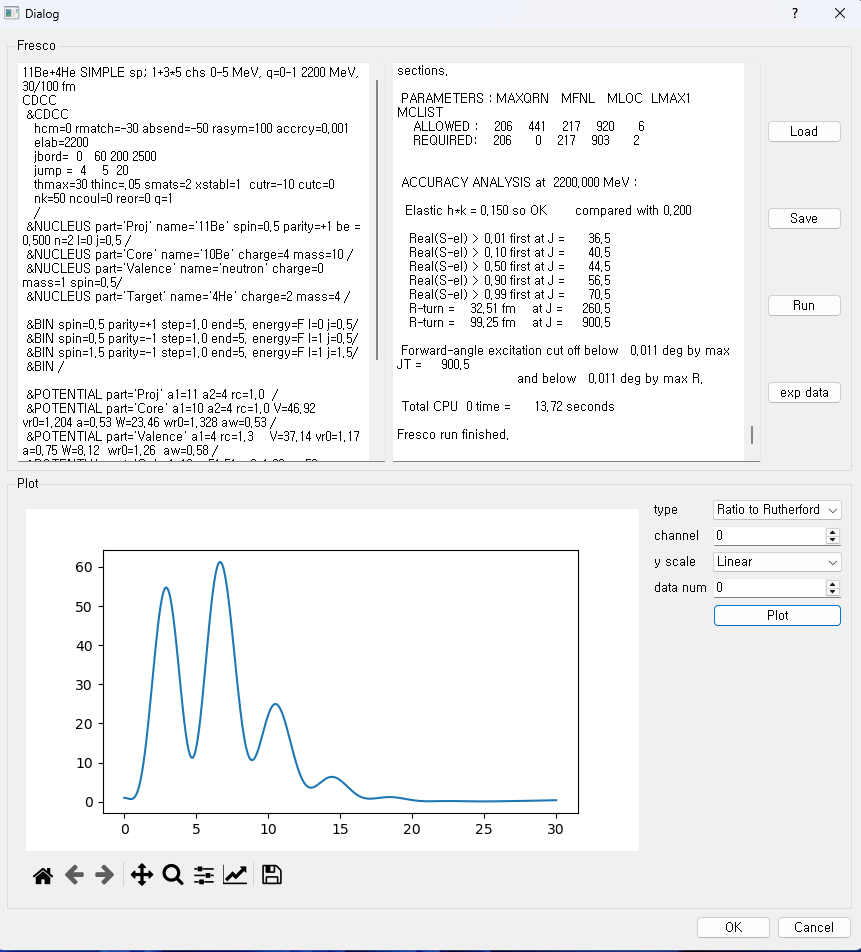 Dialog
?
Fresco
11Be+4He SIMPLE sp; 1+3*5 chs 0-5 MeV, q=0-1 2200 MeV,
30/100 fm
CDCC
&CDCC
hcm=0 rmatch=-30 absend=-50 rasym=100 accrcy=0.001
elab=2200
jbord= 0 60 200 2500
jump = 4 5 20
thmax=30 thinc=.05 smats=2 xstabl=1 cutr=-10 cutc=0
nk=50 ncoul=0 reor=0 q=1
/
&NUCLEUS part='Proj' name='11Be' spin=0.5 parity=+1 be =
0.500 n=2 l=0 j=0.5 /
&NUCLEUS part='Core' name='10Be' charge=4 mass=10 /
&NUCLEUS part='Valence' name='neutron' charge=0
mass=1 spin=0.5/
&NUCLEUS part='Target' name='4He' charge=2 mass=4 /
&BIN spin=0.5 parity=+1 step=1.0 end=5. energy=F l=0 j=0.5/
&BIN spin=0.5 parity=-1 step=1.0 end=5. energy=F l=1 j=0.5/
&BIN spin=1.5 parity=-1 step=1.0 end=5. energy=F l=1 j=1.5/
&BIN /
&POTENTIAL part='Proj' a1=11 a2=4 rc=1.0 /
&POTENTIAL part='Core' a1=10 a2=4 rc=1.0 V=46.92
vr0=1.204 a=0.53 W=23.46 wr0=1.328 aw=0.53 /
&POTENTIAL part='Valence' a1=4 rc=1.3 V=37.14 vr0=1.17
a=0.75 W=8.12 wr0=1.26 aw=0.58 /
sections.
PARAMETERS : MAXQRN MFNL MLOC LMAX1
MCLIST
ALLOWED : 206 441 217 920 6
REQUIRED: 206 0 217 903 2
ACCURACY ANALYSIS at 2200.000 MeV :
Elastic h*k = 0.150 so OK compared with 0.200
Real(S-el) > 0.01 first at J = 36.5
Real(S-el) > 0.10 first at J = 40.5
Real(S-el) > 0.50 first at J = 44.5
Real(S-el) > 0.90 first at J = 56.5
Real(S-el) > 0.99 first at J = 70.5
R-turn = 32.51 fm at J = 260.5
R-turn = 99.25 fm at J = 900.5
Forward-angle excitation cut off below 0.011 deg by max
JT = 900.5
and below 0.011 deg by max R.
Total CPU 0 time = 13.72 seconds
Fresco run finished.
Load
Save
Run
exp data
Plot
60
50
40
30
20
10
0
0 5 10 15 20 25 30
type Ratio to Rutherford
channel 0
y scale Linear
data num 0
Plot
OK
Cancel